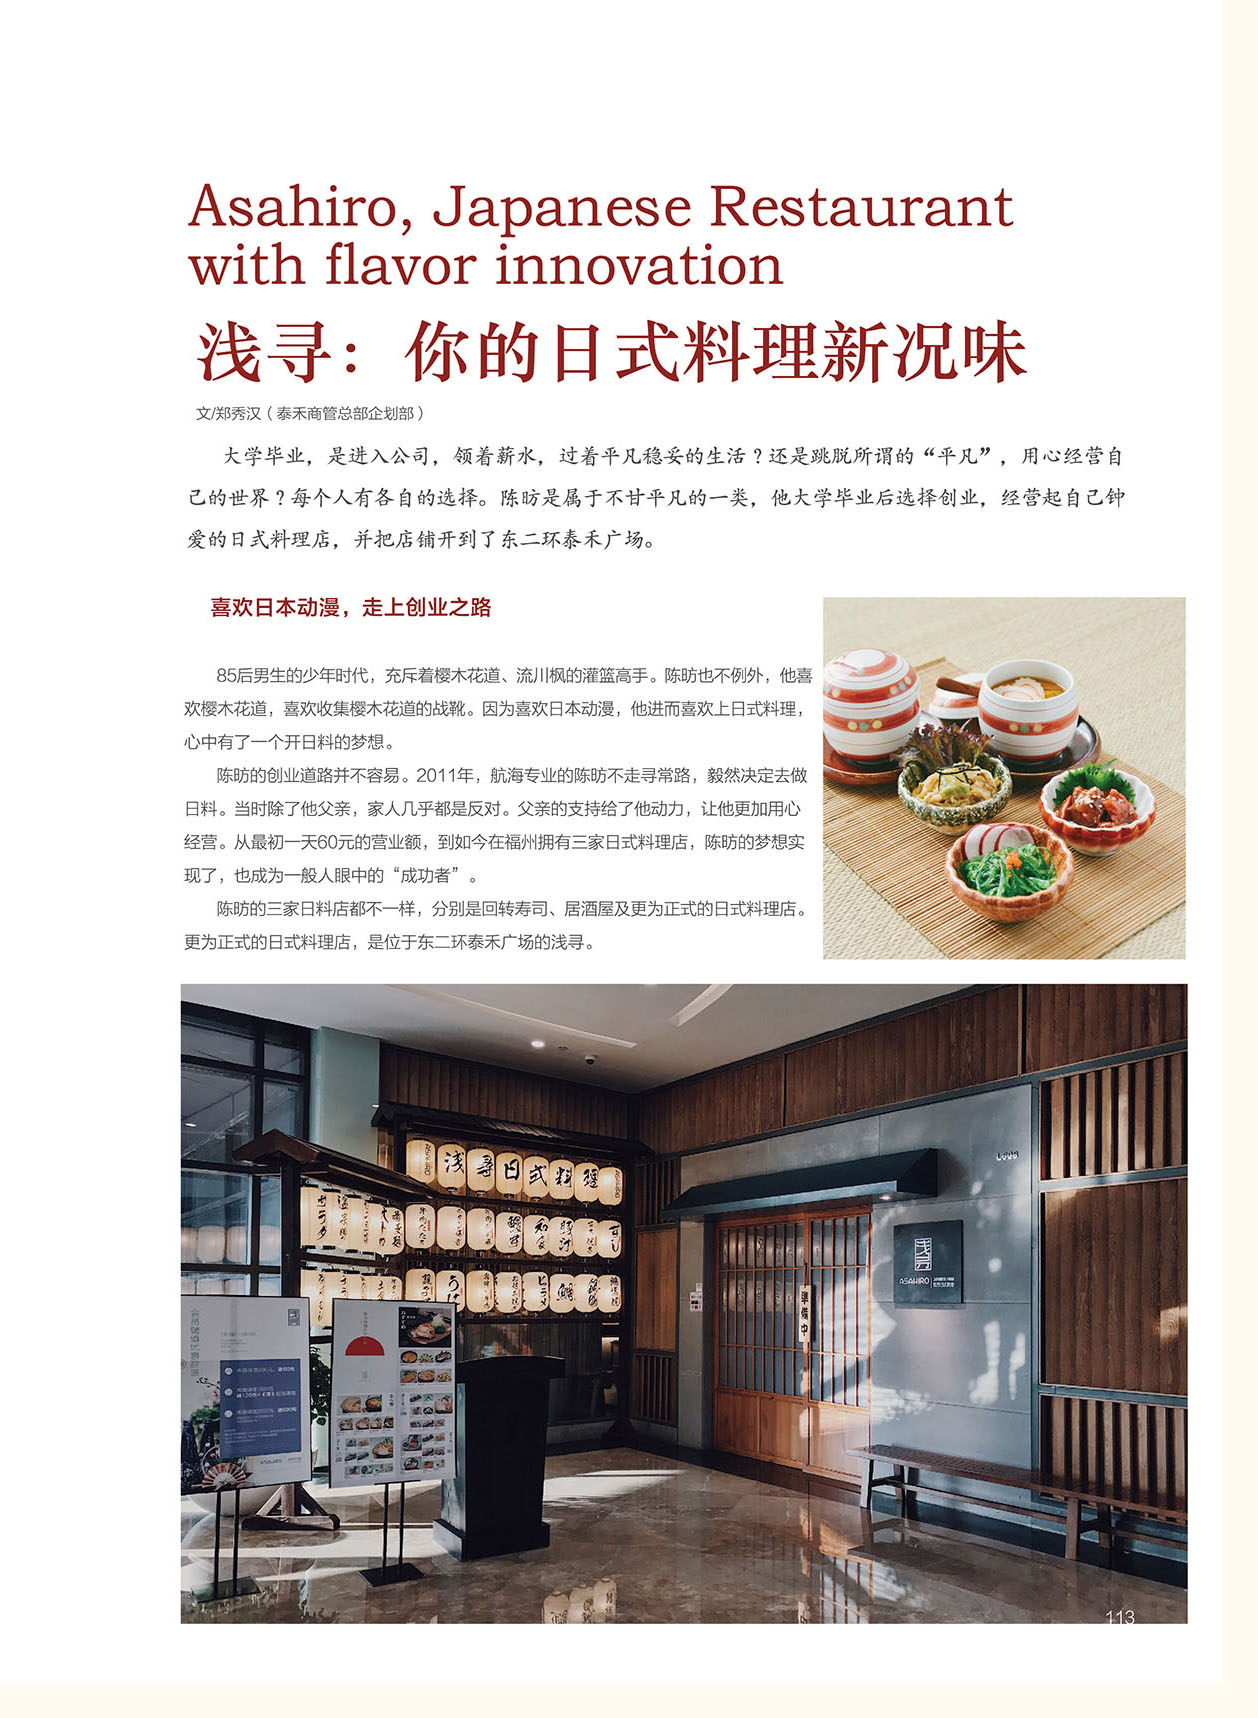 Asahiro, Japanese Restaurant
with flavor innovation
浅寻：你的日式料理新况味
文/郑秀汉（泰禾商管总部企划部）
大学毕业，是进入公司，领着薪水，过着平凡稳妥的生活？还是跳脱所谓的“平凡”，用心经营自
己的世界？每个人有各自的选择。陈昉是属于不甘平凡的一类，他大学毕业后选择创业，经营起自己钟
爱的日式料理店，并把店铺开到了东二环泰禾广场。
喜欢日本动漫，走上创业之路
85后男生的少年时代，充斥着樱木花道、流川枫的灌篮高手。陈昉也不例外，他喜
欢樱木花道，喜欢收集樱木花道的战靴。因为喜欢日本动漫，他进而喜欢上日式料理，
心中有了一个开日料的梦想。
陈昉的创业道路并不容易。2011年，航海专业的陈昉不走寻常路，毅然决定去做
日料。当时除了他父亲，家人几乎都是反对。父亲的支持给了他动力，让他更加用心
经营。从最初一天60元的营业额，到如今在福州拥有三家日式料理店，陈昉的梦想实
现了，也成为一般人眼中的“成功者”。
陈昉的三家日料店都不一样，分别是回转寿司、居酒屋及更为正式的日式料理店。
更为正式的日式料理店，是位于东二环泰禾广场的浅寻。
ASAHIRO 浅尋日式料理 ASAHIRO
浅寻
ASAHIRO
準備中
113